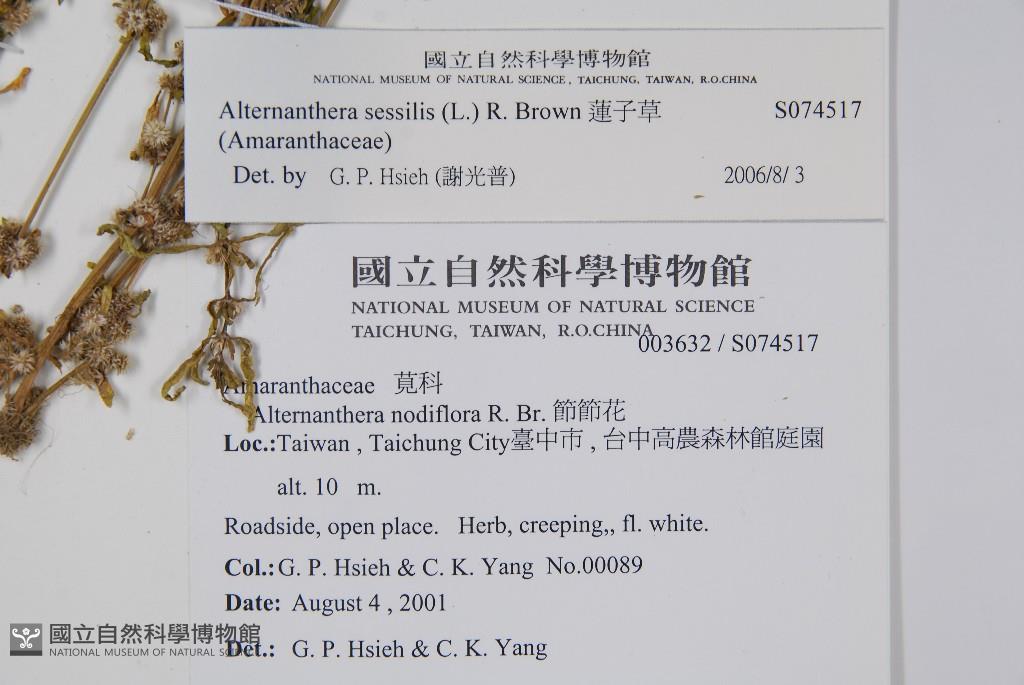 國立自然科學博物館
NATIONAL MUSEUM OF NATURAL SCIENCE, TAICHUNG, TAIWAN, R.O.CHINA
Alternanthera sessilis (L.) R. Brown 蓮子草 S074517
(Amaranthaceae)
Det. by G. P. Hsieh (謝光普) 2006/8/ 3
國立自然科學博物館
NATIONAL MUSEUM OF NATURAL SCIENCE
TAICHUNG, TAIWAN, R.O.CHINA
003632 / S074517
Amaranthaceae 莧科
Alternanthera nodiflora R. Br. 節節花
Loc.:Taiwan , Taichung City臺中市 , 台中高農森林館庭園
alt. 10 m.
Roadside, open place. Herb, creeping,, fl. white.
Col.: G. P. Hsieh & C. K. Yang No.00089
Date: August 4 , 2001
Det.: G. P. Hsieh & C. K. Yang
國立自然科學博物館
NATIONAL MUSEUM OF NATURAL SCIENCE